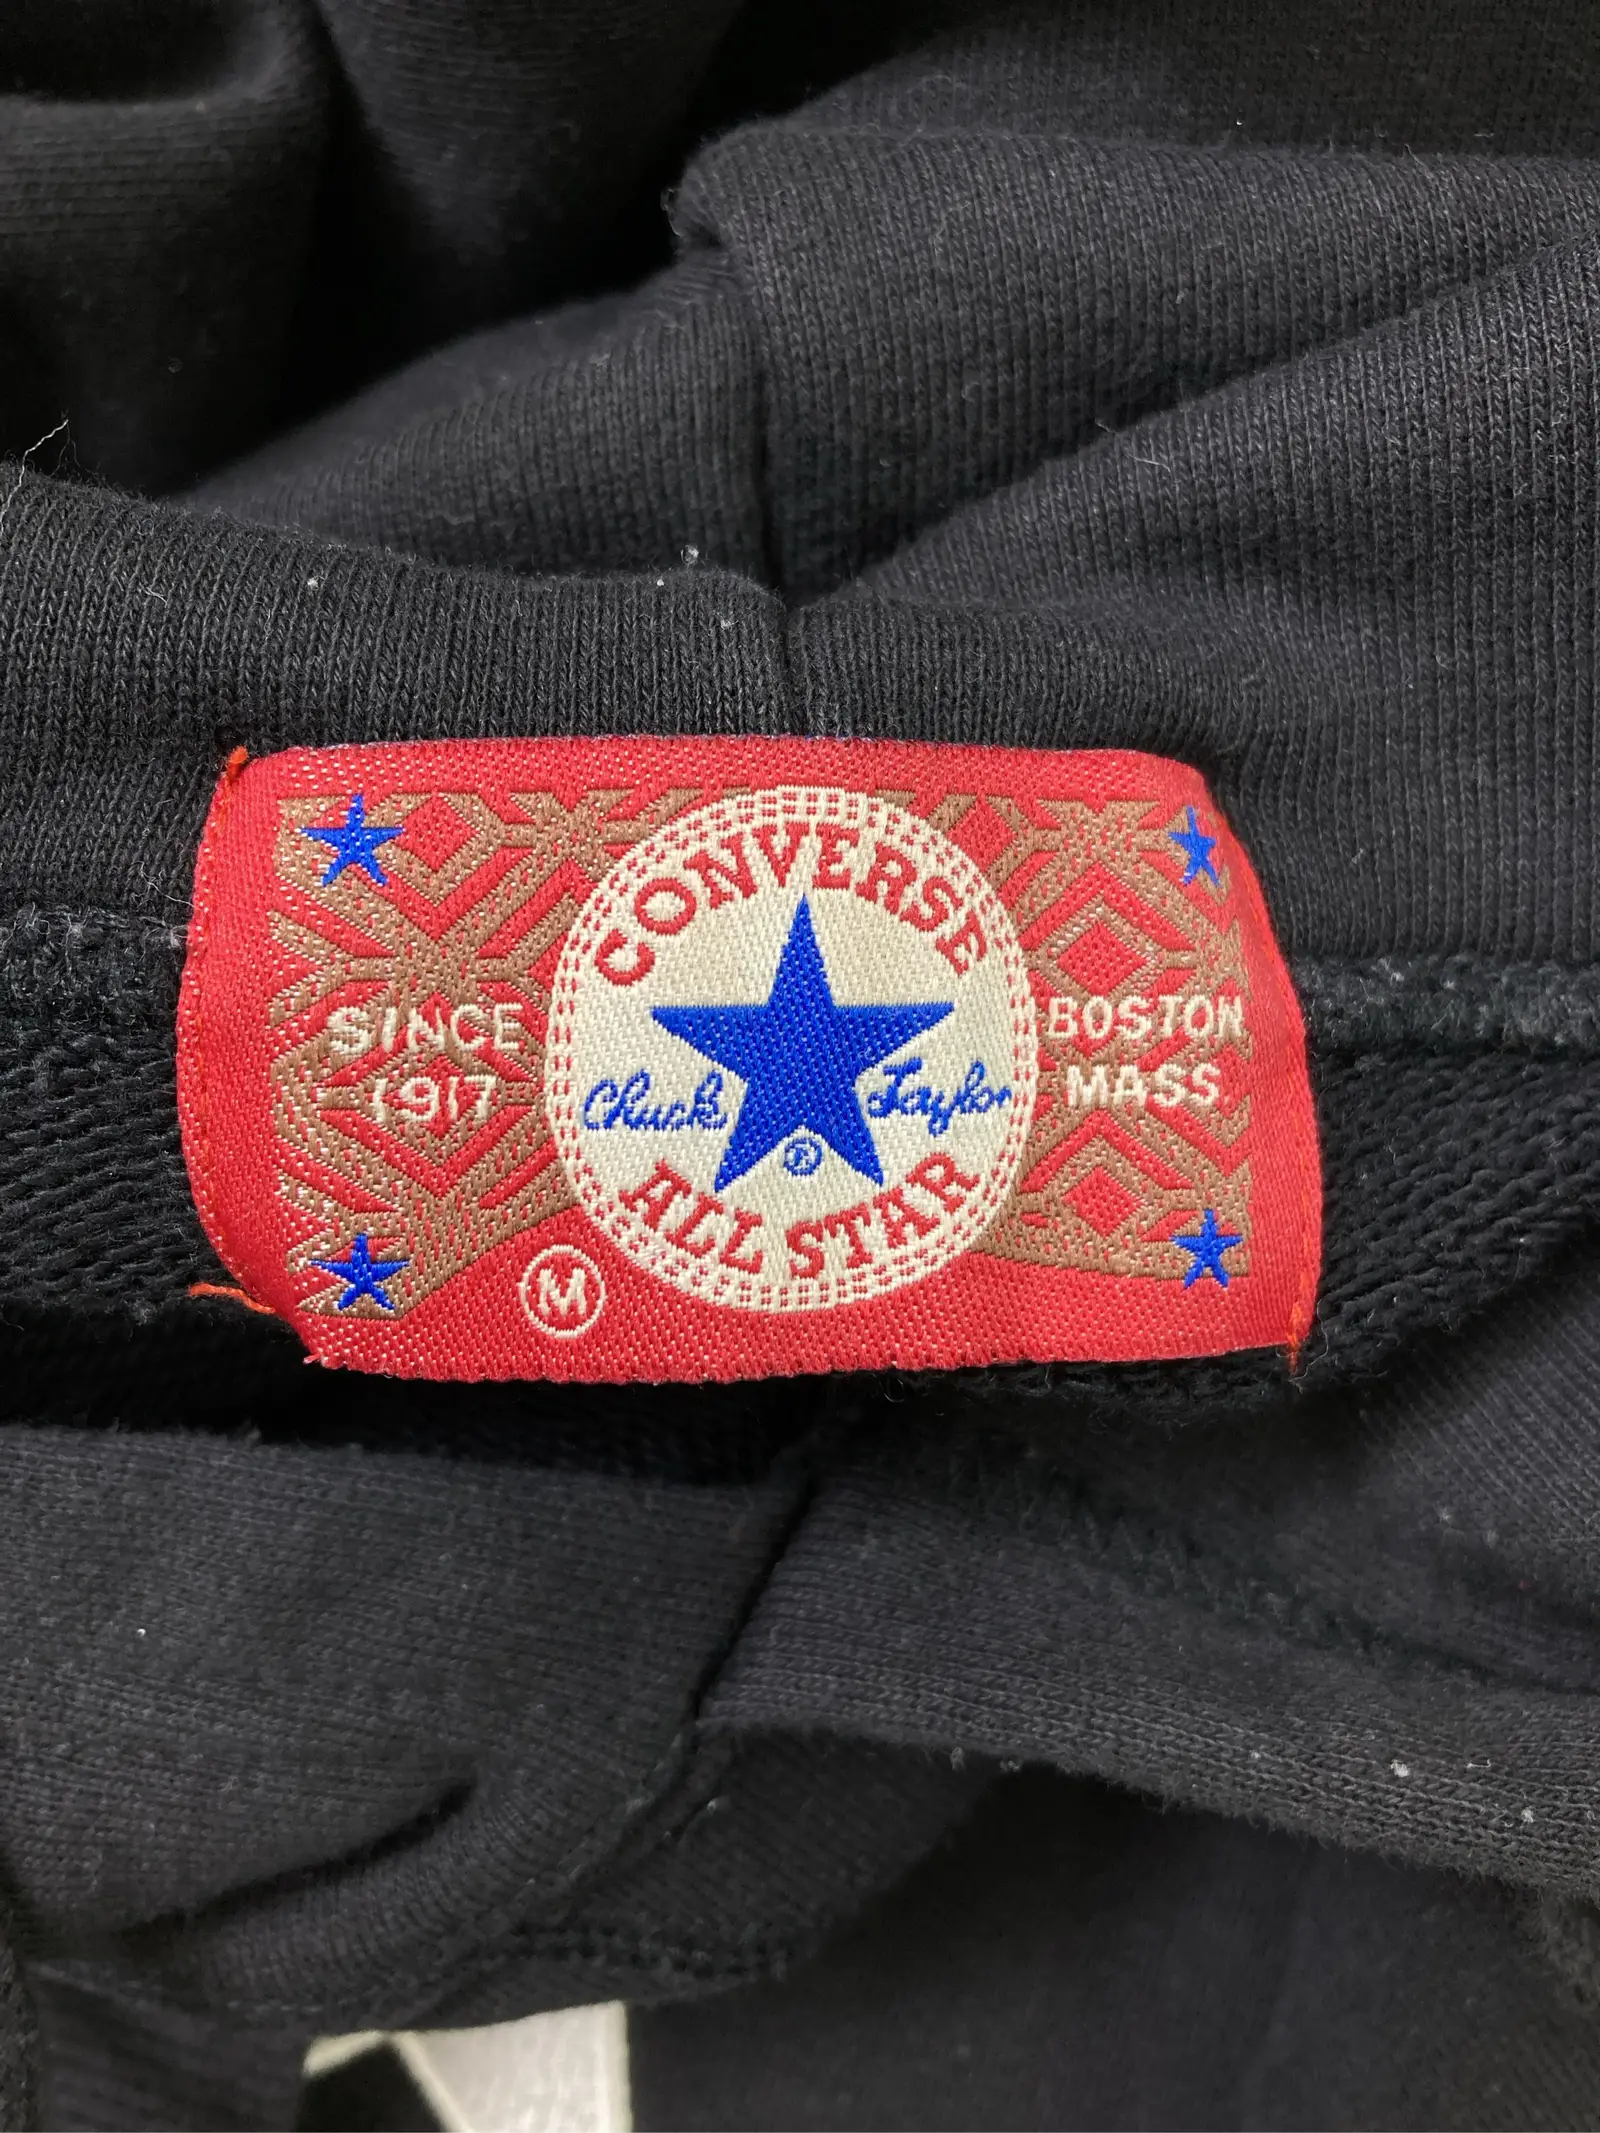 CONVERSE
SINCE
1917
Chuck Taylor
®
BOSTON
MASS
ALL STAR
M